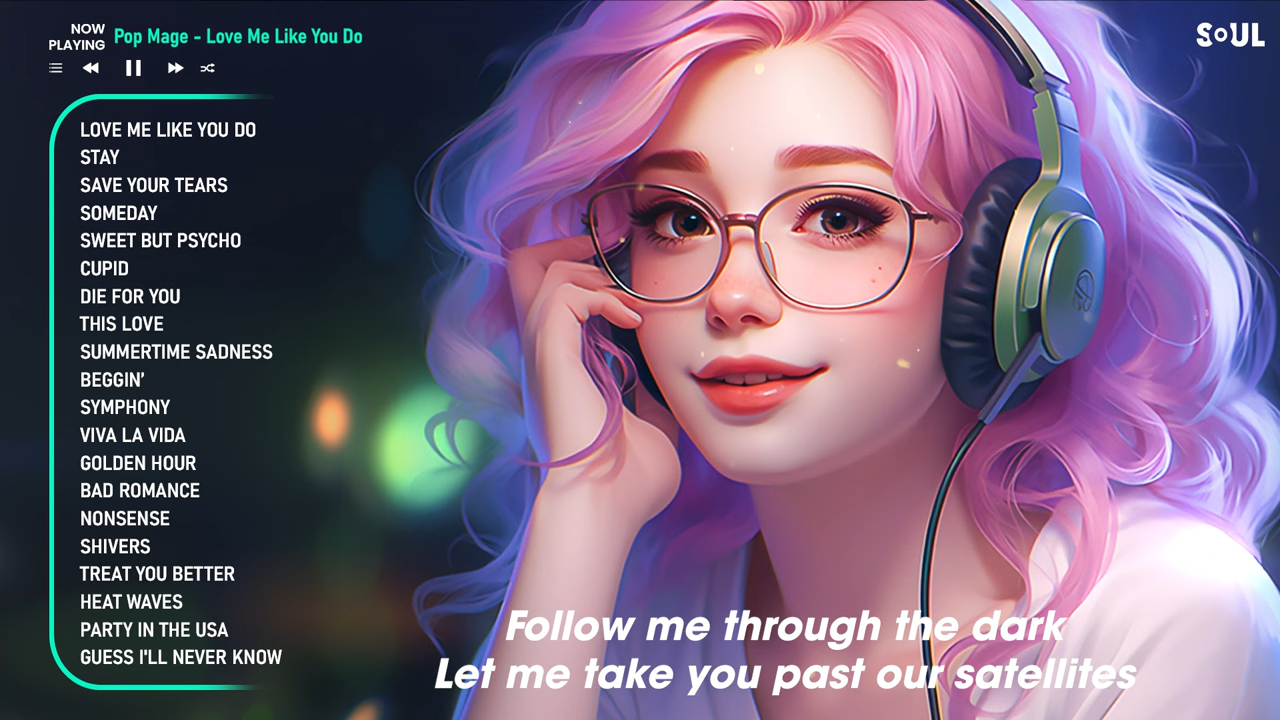 NOW
PLAYING
Pop Mage - Love Me Like You Do
SOUL
LOVE ME LIKE YOU DO
STAY
SAVE YOUR TEARS
SOMEDAY
SWEET BUT PSYCHO
CUPID
DIE FOR YOU
THIS LOVE
SUMMERTIME SADNESS
BEGGIN'
SYMPHONY
VIVA LA VIDA
GOLDEN HOUR
BAD ROMANCE
NONSENSE
SHIVERS
TREAT YOU BETTER
HEAT WAVES
PARTY IN THE USA
GUESS I'LL NEVER KNOW
Follow me through the dark
Let me take you past our satellites